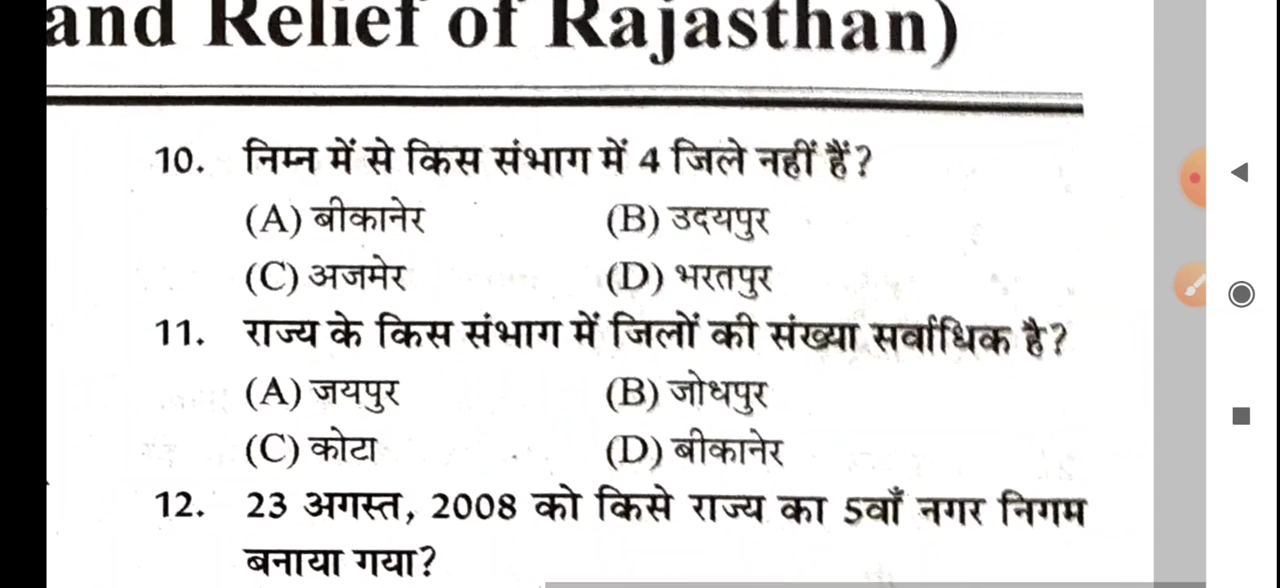 and Relief of Rajasthan)
10. निम्न में से किस संभाग में 4 जिले नहीं हैं?
(A) बीकानेर (B) उदयपुर
(C) अजमेर (D) भरतपुर
11. राज्य के किस संभाग में जिलों की संख्या सर्वाधिक है?
(A) जयपुर (B) जोधपुर
(C) कोटा (D) बीकानेर
12. 23 अगस्त, 2008 को किसे राज्य का 5वाँ नगर निगम
बनाया गया?